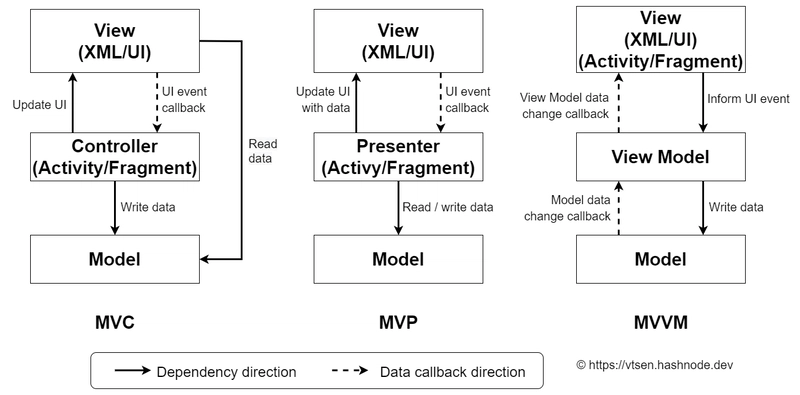 View
(XML/UI)
Update UI
UI event
callback
Controller
(Activity/Fragment)
Read
data
Write data
Model
MVC
View
(XML/UI)
Update UI
with data
UI event
callback
Presenter
(Activy/Fragment)
Read / write data
Model
MVP
View
(XML/UI)
(Activity/Fragment)
View Model data
change callback
Inform UI event
View Model
Model data
change callback
Write data
Model
MVVM
Dependency direction
Data callback direction
© https://vtsen.hashnode.dev